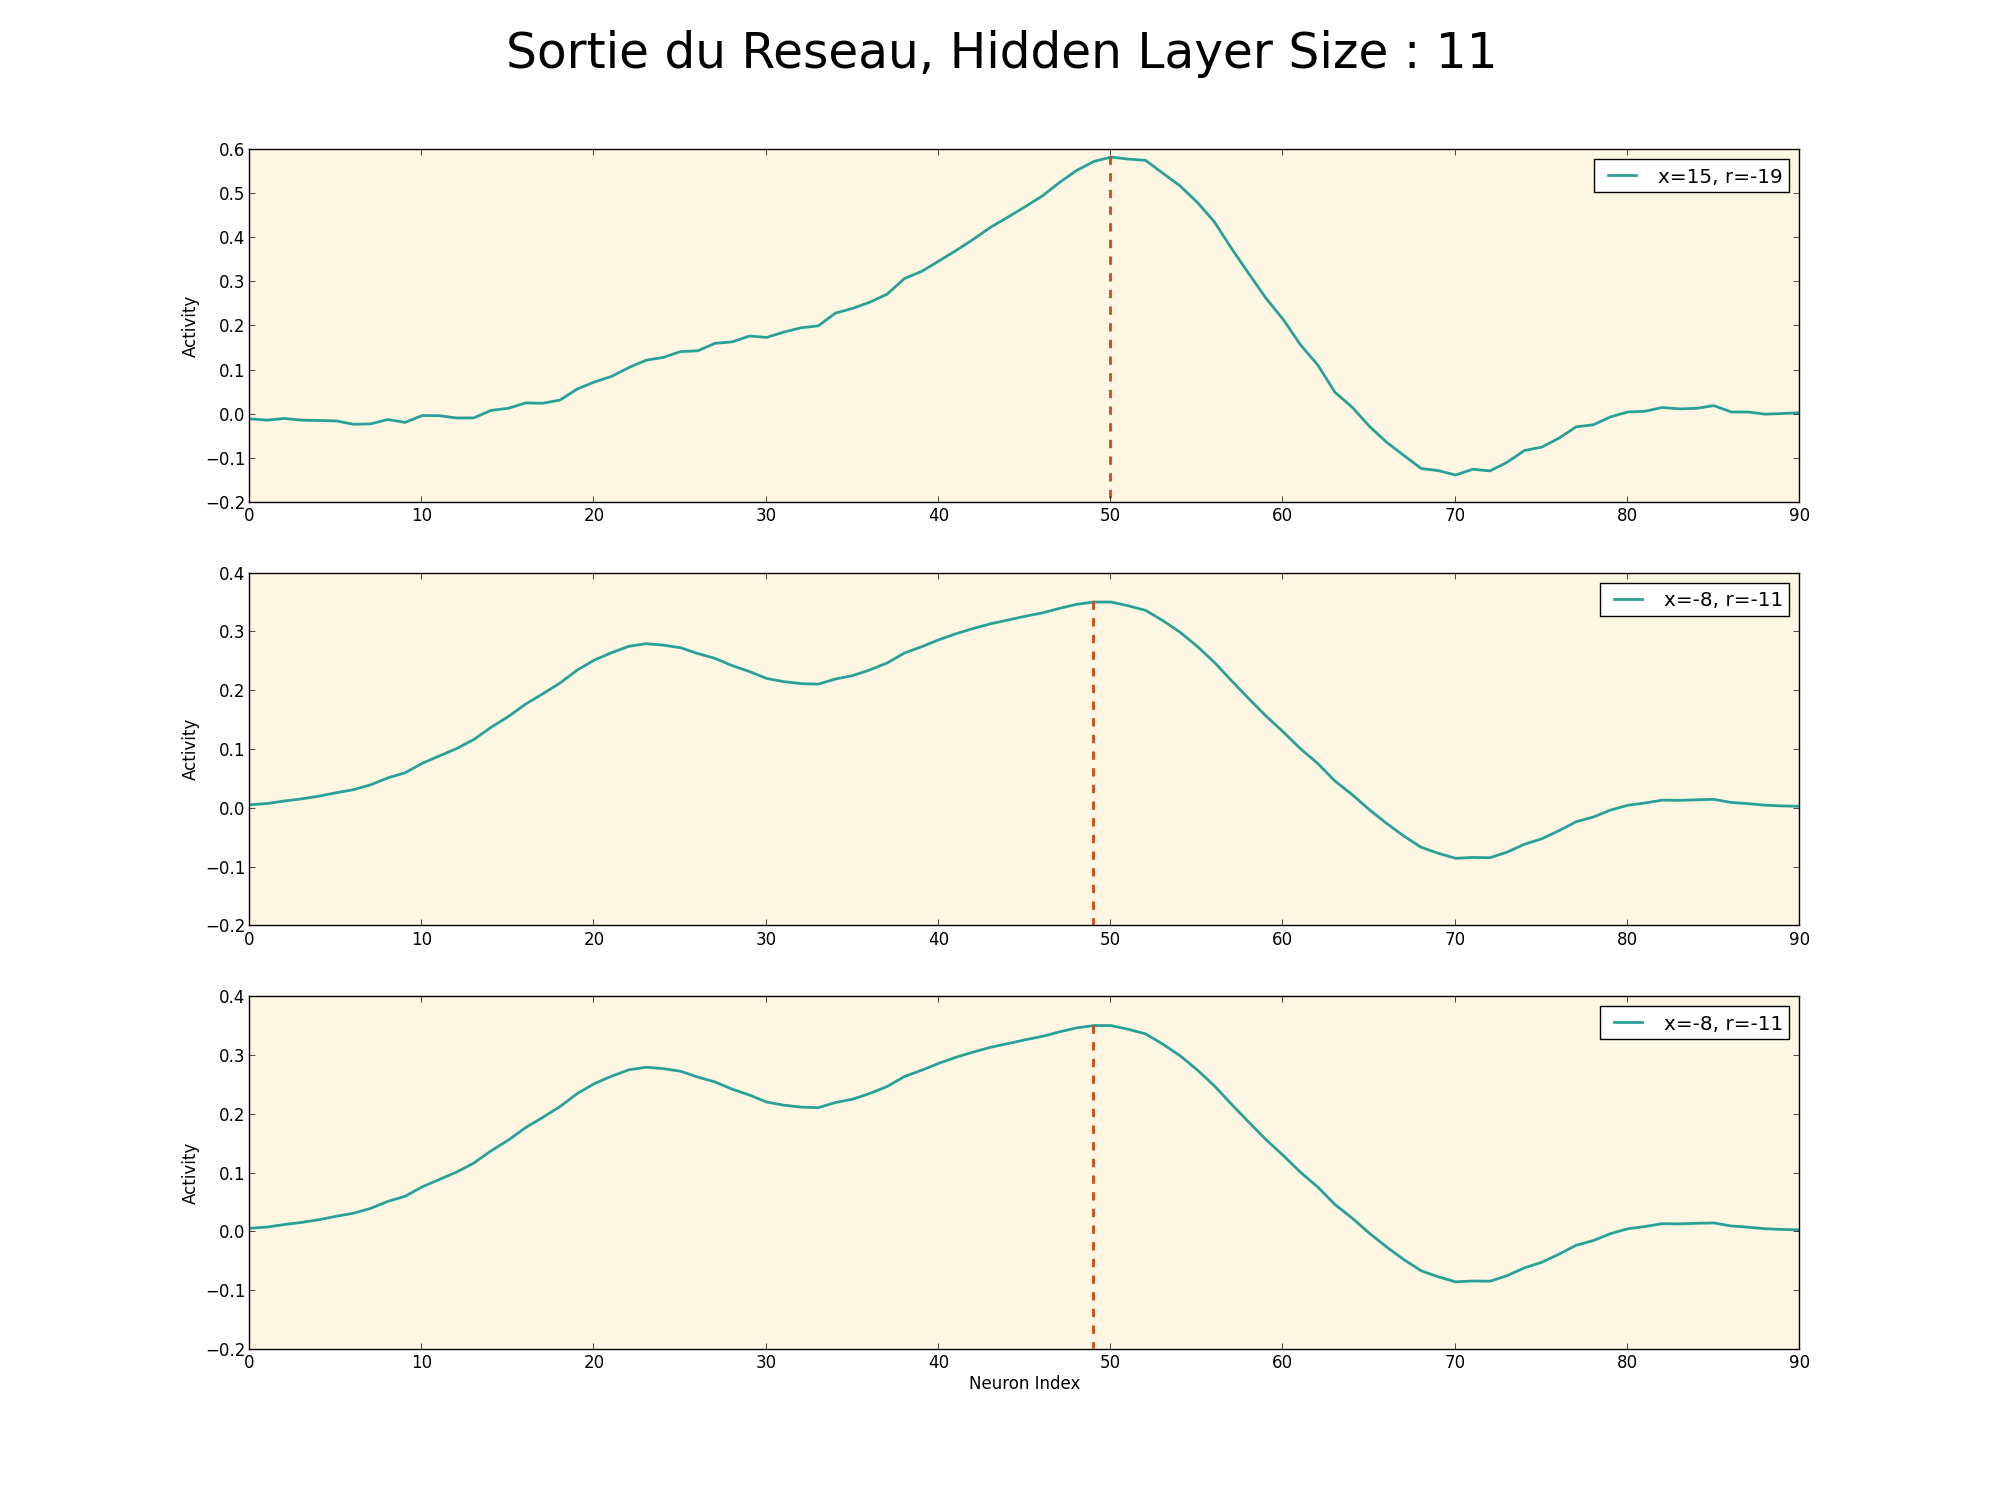 Sortie du Reseau, Hidden Layer Size : 11
0.6
0.5
0.4
0.3
0.2
0.1
0.0
−0.1
−0.2
Activity
x=15, r=-19
0 10 20 30 40 50 60 70 80 90
0.4
0.3
0.2
0.1
0.0
−0.1
−0.2
Activity
x=-8, r=-11
0 10 20 30 40 50 60 70 80 90
0.4
0.3
0.2
0.1
0.0
−0.1
−0.2
Activity
x=-8, r=-11
0 10 20 30 40 50 60 70 80 90
Neuron Index